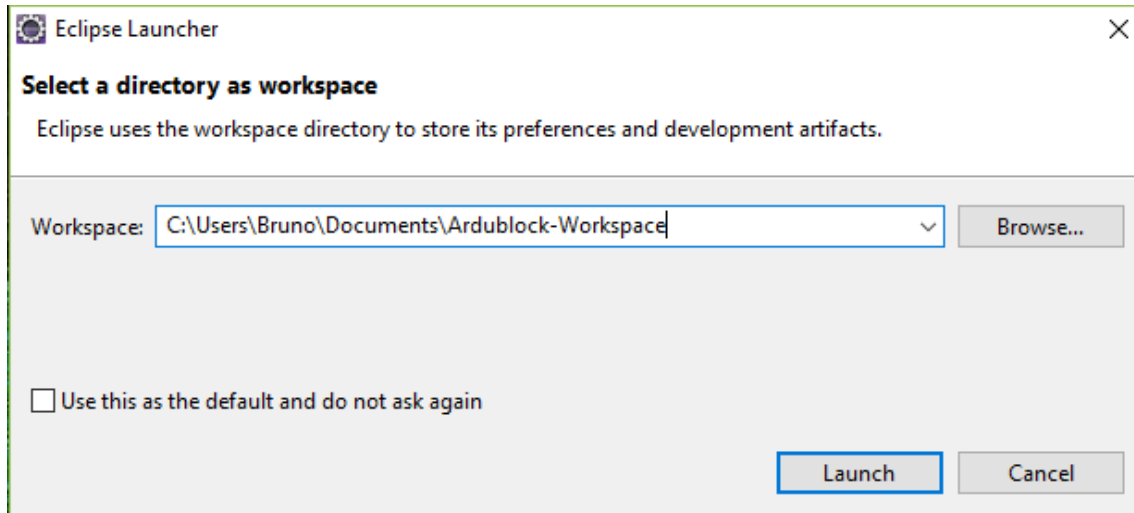 Eclipse Launcher
Select a directory as workspace
Eclipse uses the workspace directory to store its preferences and development artifacts.
Workspace: C:\Users\Bruno\Documents\Ardublock-Workspace Browse...
Use this as the default and do not ask again
Launch Cancel